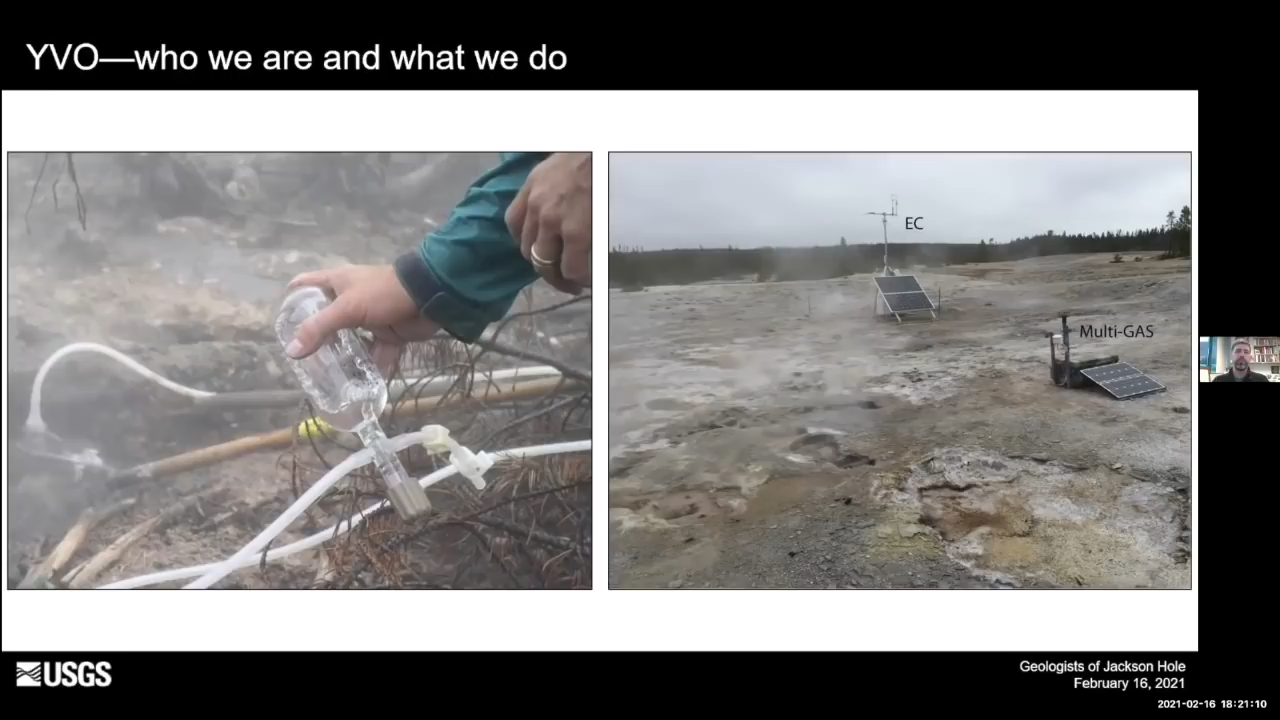 YVO—who we are and what we do
EC
Multi-GAS
USGS
Geologists of Jackson Hole
February 16, 2021
2021-02-16 18:21:10